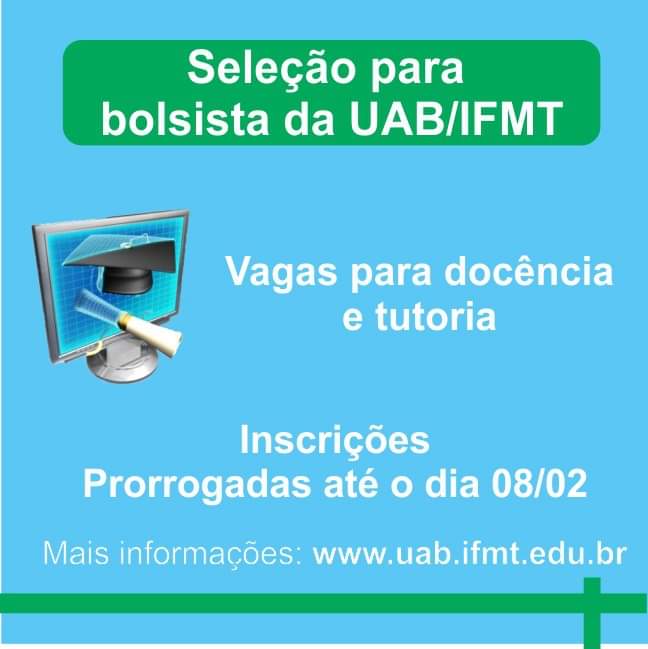 Seleção para
bolsista da UAB/IFMT
Vagas para docência
e tutoria
Inscrições
Prorrogadas até o dia 08/02
Mais informações: www.uab.ifmt.edu.br